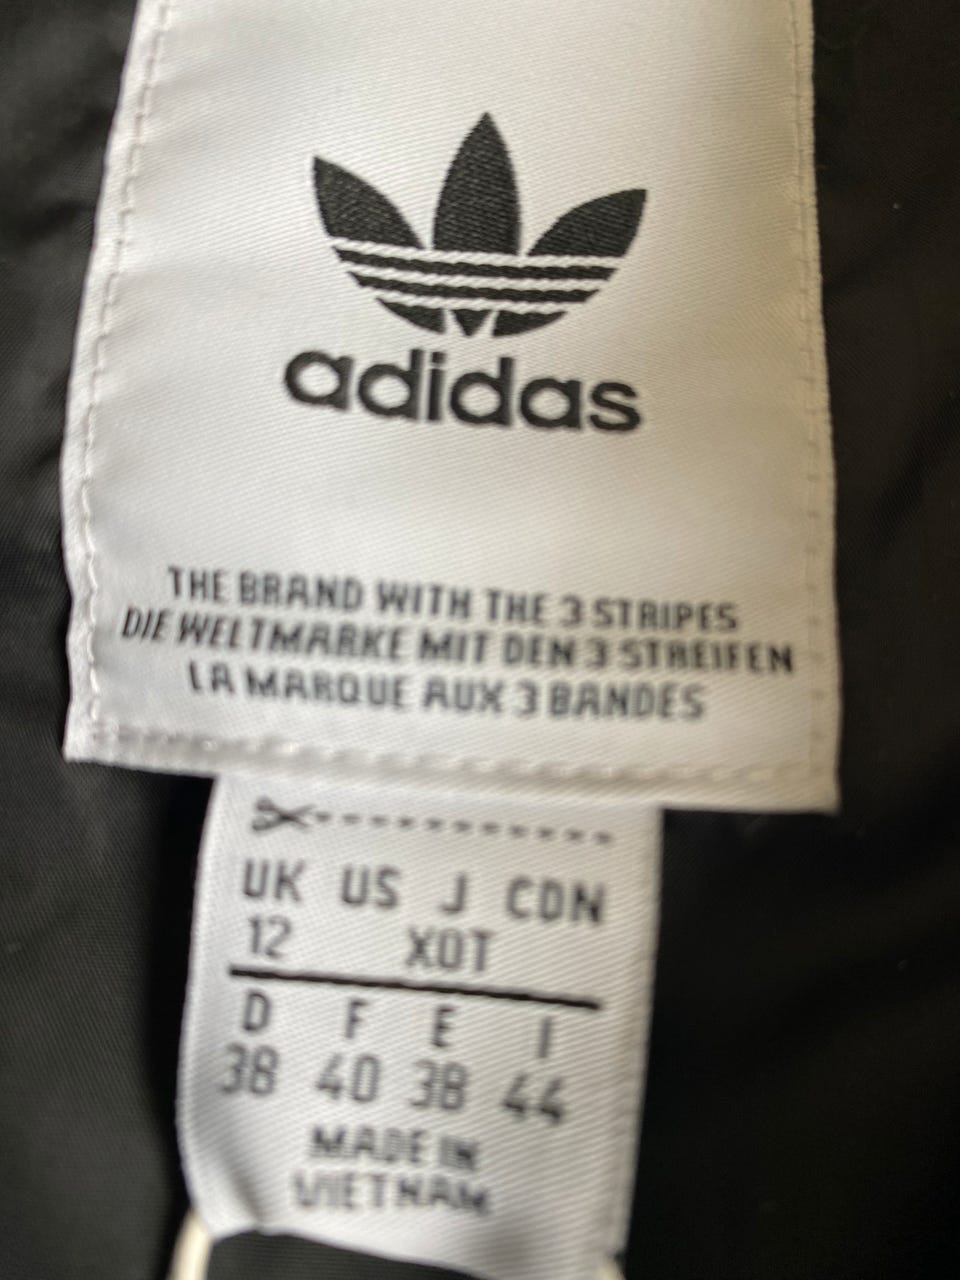 adidas
THE BRAND WITH THE 3 STRIPES
DIE WELTMARKE MIT DEN 3 STREIFEN
LA MARQUE AUX 3 BANDES
UK US J CDN
12 XOT
D F E I
38 40 38 44
MADE IN
VIETNAM